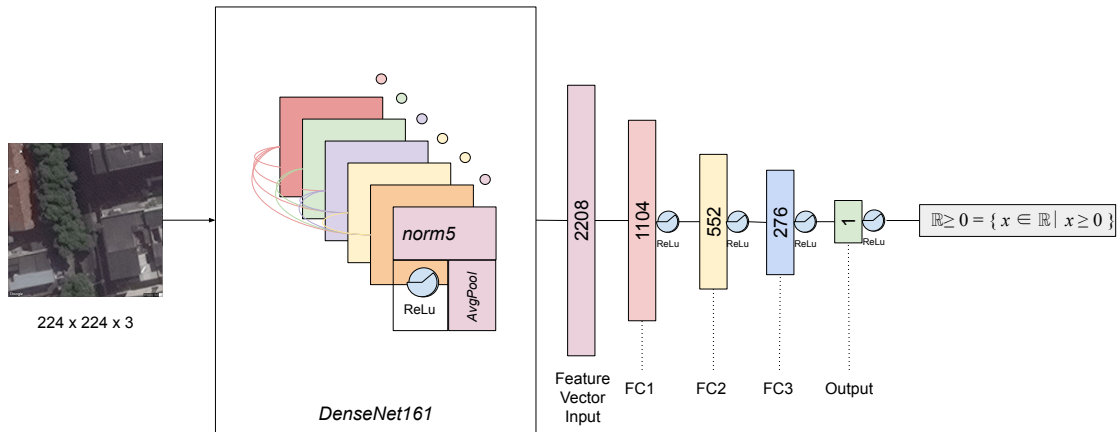 224 x 224 x 3
norm5
ReLu
AvgPool
DenseNet161
2208
Feature
Vector
Input
1104
ReLu
FC1
552
ReLu
FC2
276
ReLu
FC3
1
ReLu
Output
ℝ≥ 0 = { x ∈ ℝ | x ≥ 0 }
Google